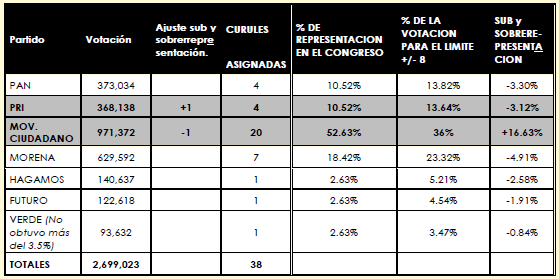 Partido | Votación | Ajuste sub y sobrerrepre sentación. | CURULES ASIGNADAS | % DE REPRESENTACION EN EL CONGRESO | % DE LA VOTACION PARA EL LIMITE +/- 8 | SUB y SOBRERE-PRESENTA CION
PAN | 373,034 | | 4 | 10.52% | 13.82% | -3.30%
PRI | 368,138 | +1 | 4 | 10.52% | 13.64% | -3.12%
MOV. CIUDADANO | 971,372 | -1 | 20 | 52.63% | 36% | +16.63%
MORENA | 629,592 | | 7 | 18.42% | 23.32% | -4.91%
HAGAMOS | 140,637 | | 1 | 2.63% | 5.21% | -2.58%
FUTURO | 122,618 | | 1 | 2.63% | 4.54% | -1.91%
VERDE (No obtuvo más del 3.5%) | 93,632 | | 1 | 2.63% | 3.47% | -0.84%
TOTALES | 2,699,023 | | 38